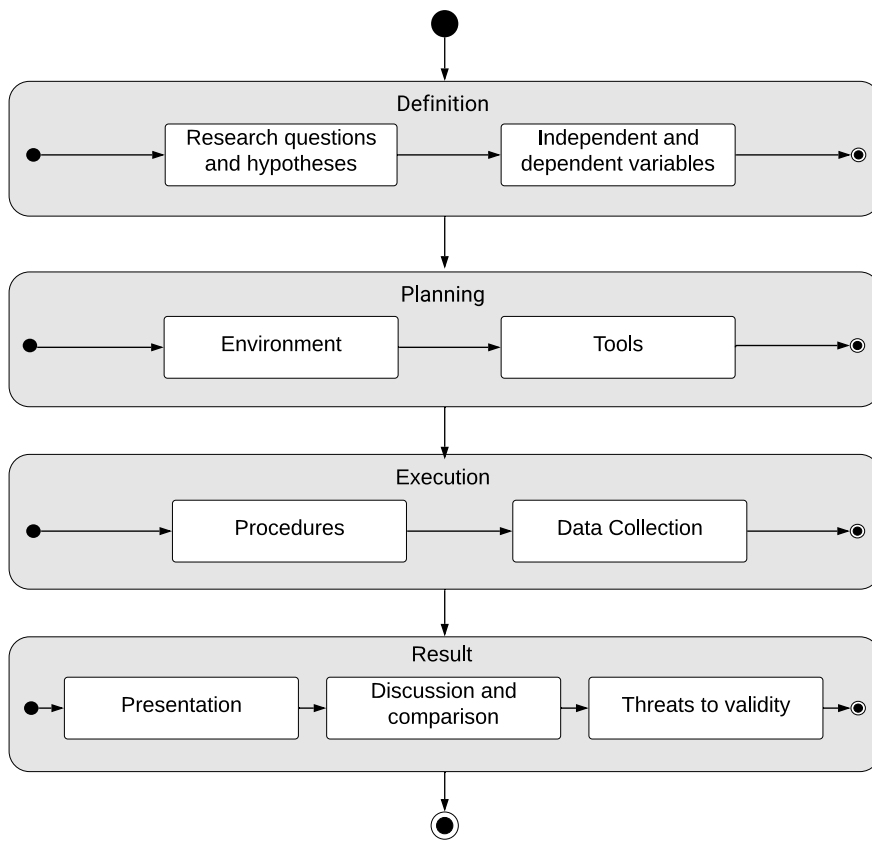 Definition
Research questions
and hypotheses
Independent and
dependent variables
Planning
Environment
Tools
Execution
Procedures
Data Collection
Result
Presentation
Discussion and
comparison
Threats to validity